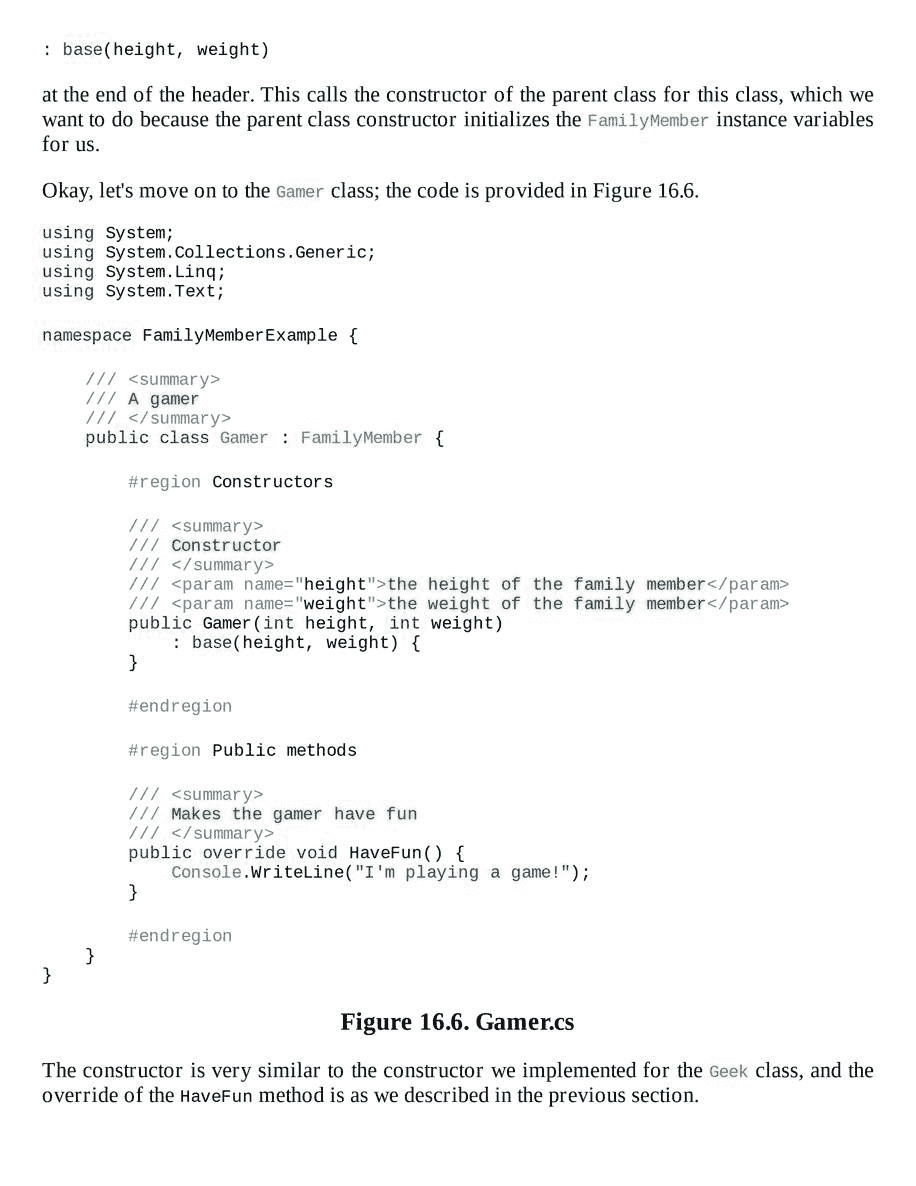 : base(height, weight)
at the end of the header. This calls the constructor of the parent class for this class, which we
want to do because the parent class constructor initializes the FamilyMember instance variables
for us.
Okay, let's move on to the Gamer class; the code is provided in Figure 16.6.
using System;
using System.Collections.Generic;
using System.Linq;
using System.Text;
namespace FamilyMemberExample {
/// <summary>
/// A gamer
/// </summary>
public class Gamer : FamilyMember {
#region Constructors
/// <summary>
/// Constructor
/// </summary>
/// <param name="height">the height of the family member</param>
/// <param name="weight">the weight of the family member</param>
public Gamer(int height, int weight)
: base(height, weight) {
}
#endregion
#region Public methods
/// <summary>
/// Makes the gamer have fun
/// </summary>
public override void HaveFun() {
Console.WriteLine("I'm playing a game!");
}
#endregion
}
}
Figure 16.6. Gamer.cs
The constructor is very similar to the constructor we implemented for the Geek class, and the
override of the HaveFun method is as we described in the previous section.